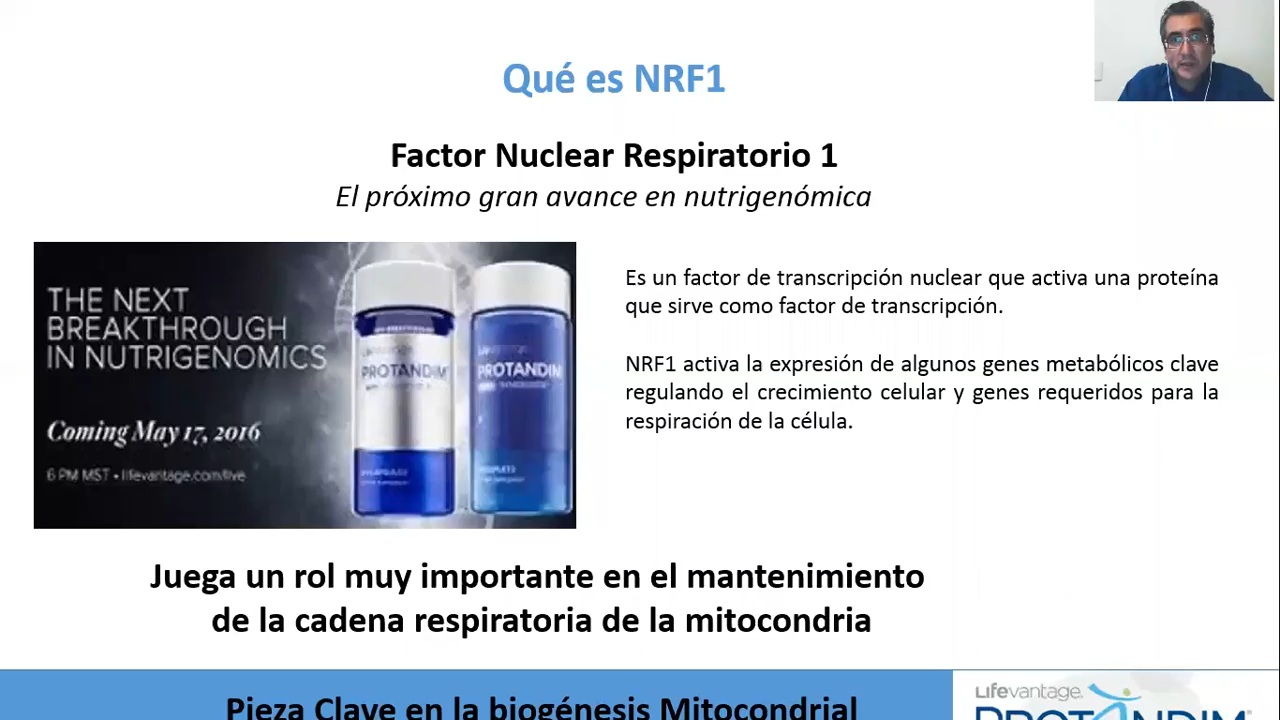 Qué es NRF1
Factor Nuclear Respiratorio 1
El próximo gran avance en nutrigenómica
THE NEXT
BREAKTHROUGH
IN NUTRIGENOMICS
Coming May 17, 2016
6 PM MST • lifevantage.com/live
PROTANDIM
PROTANDIM
Es un factor de transcripción nuclear que activa una proteína
que sirve como factor de transcripción.
NRF1 activa la expresión de algunos genes metabólicos clave
regulando el crecimiento celular y genes requeridos para la
respiración de la célula.
Juega un rol muy importante en el mantenimiento
de la cadena respiratoria de la mitocondria
Pieza Clave en la biogénesis Mitocondrial
Lifevantage
PROTANDIM